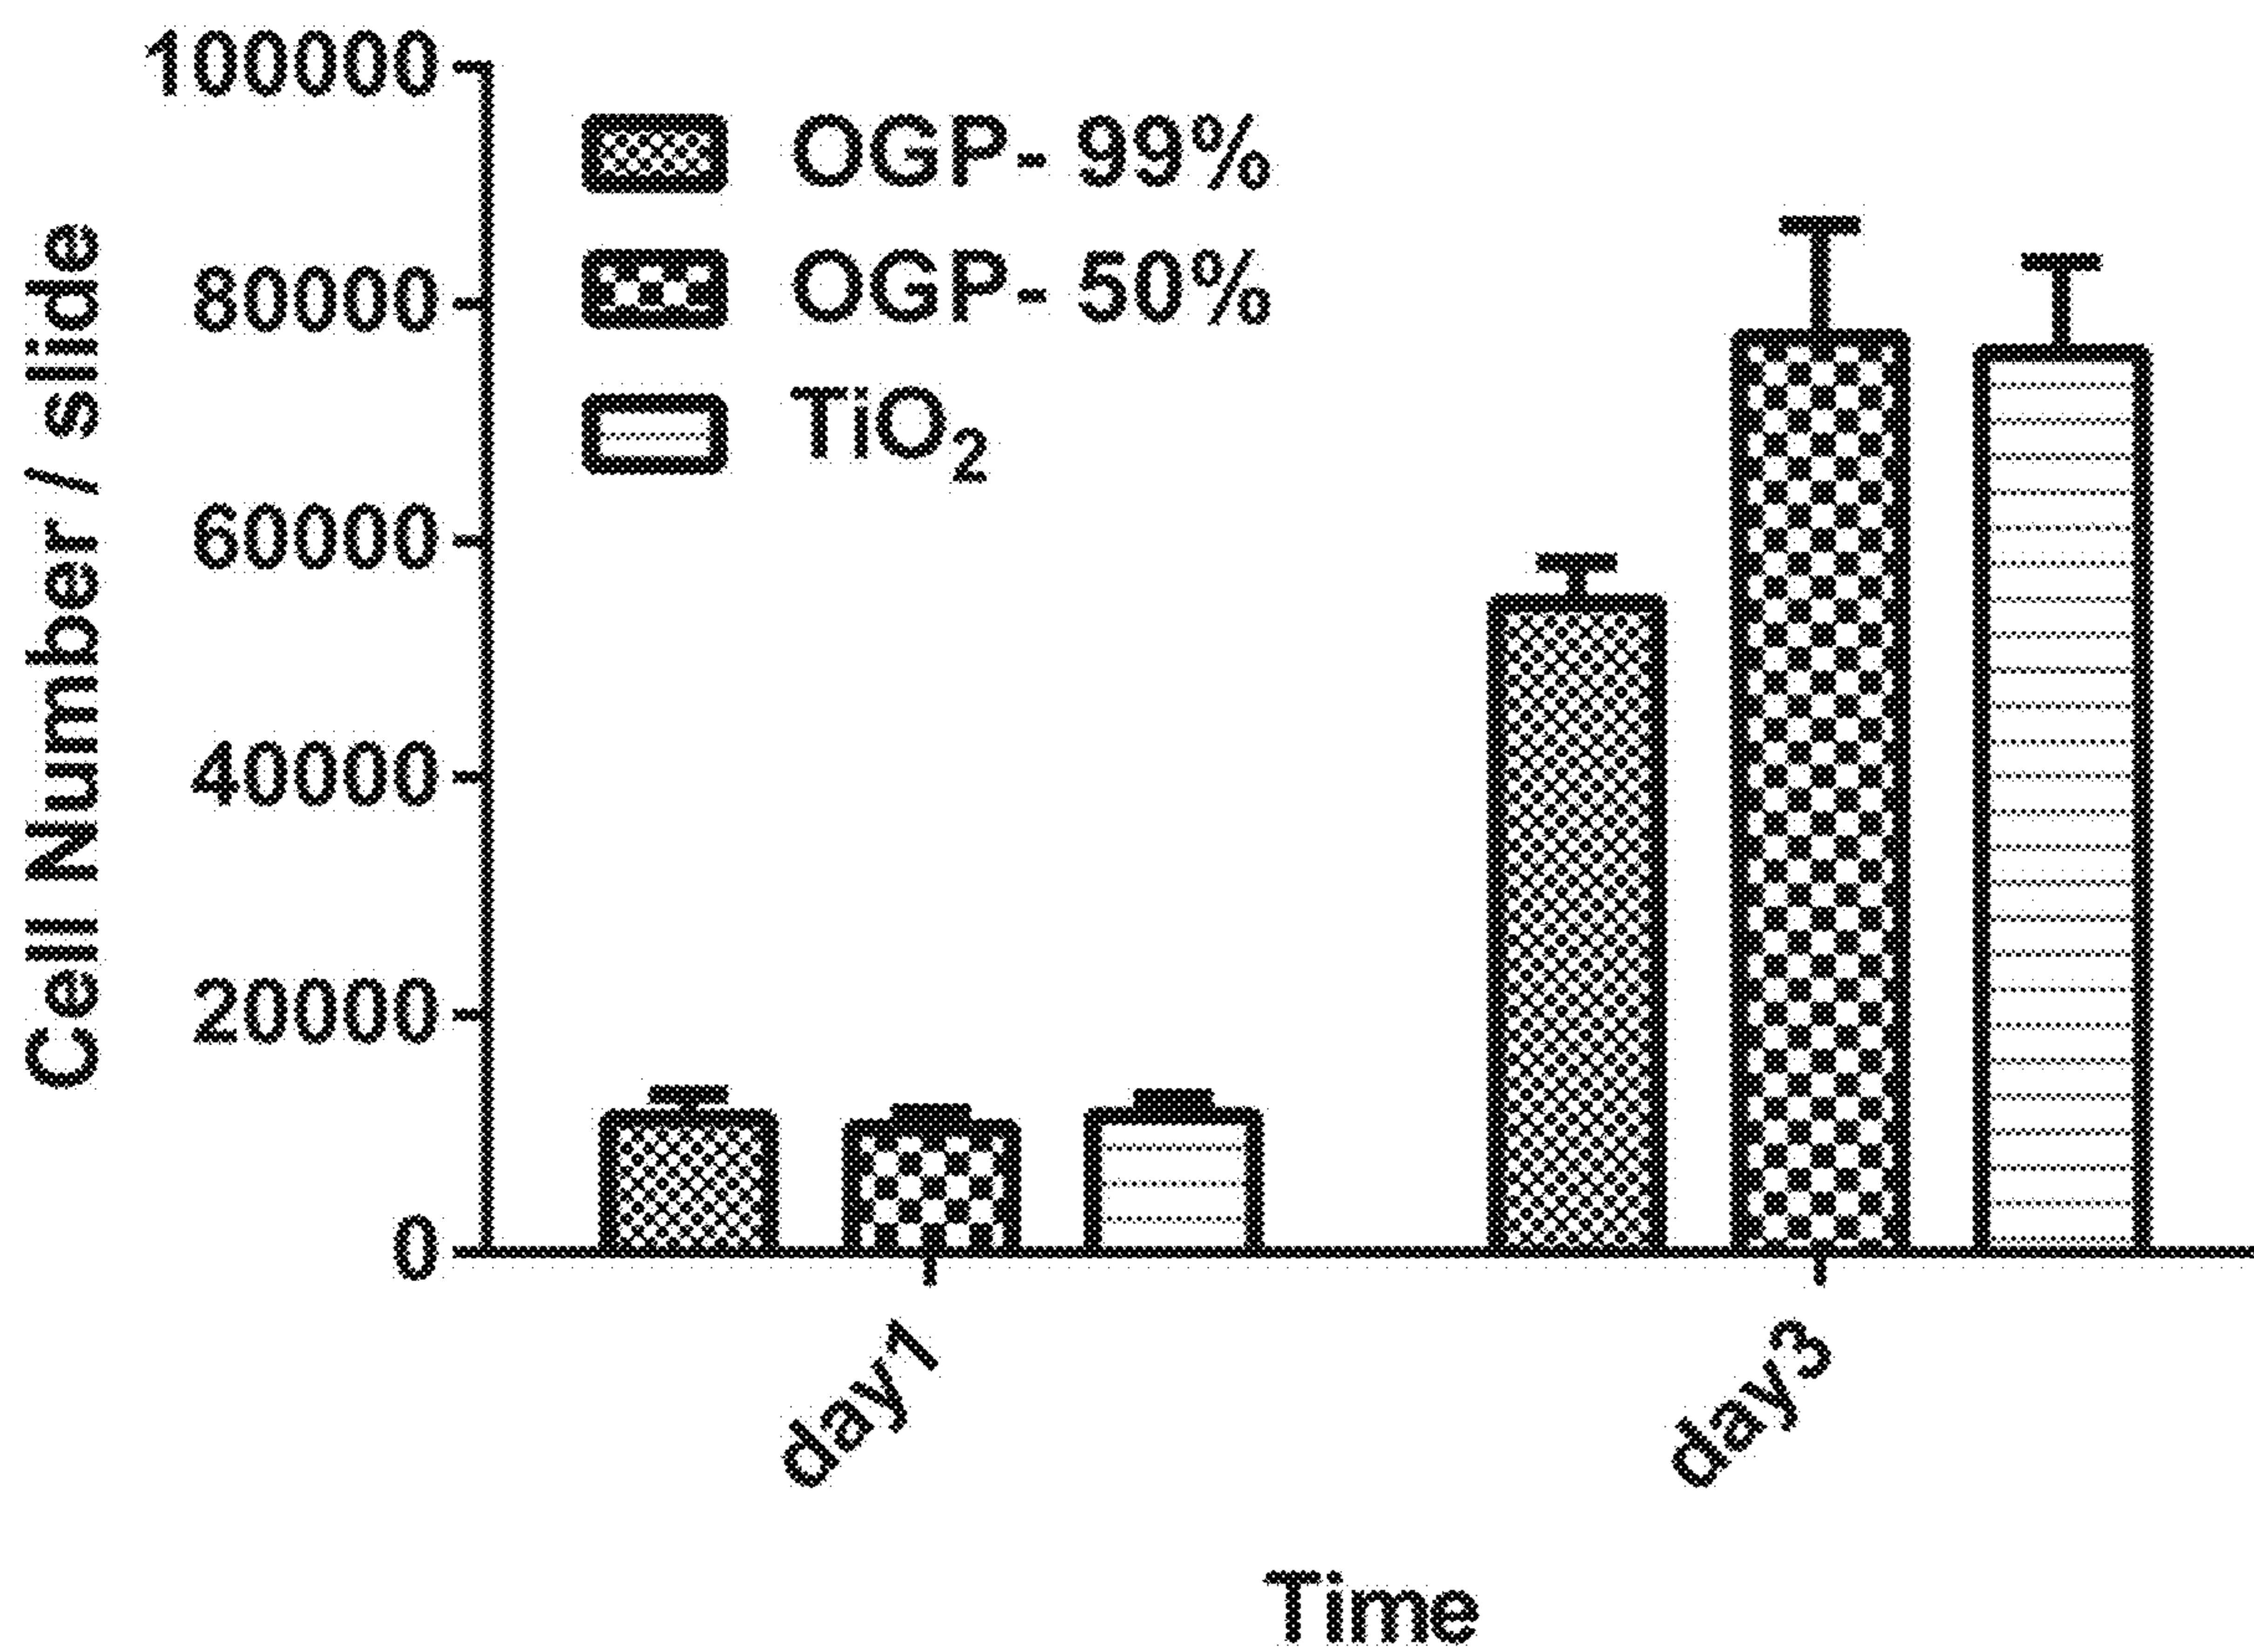 Cell Number / slide
100000
80000
60000
40000
20000
0
OGP- 99%
OGP- 50%
TiO₂
day1
day3
Time